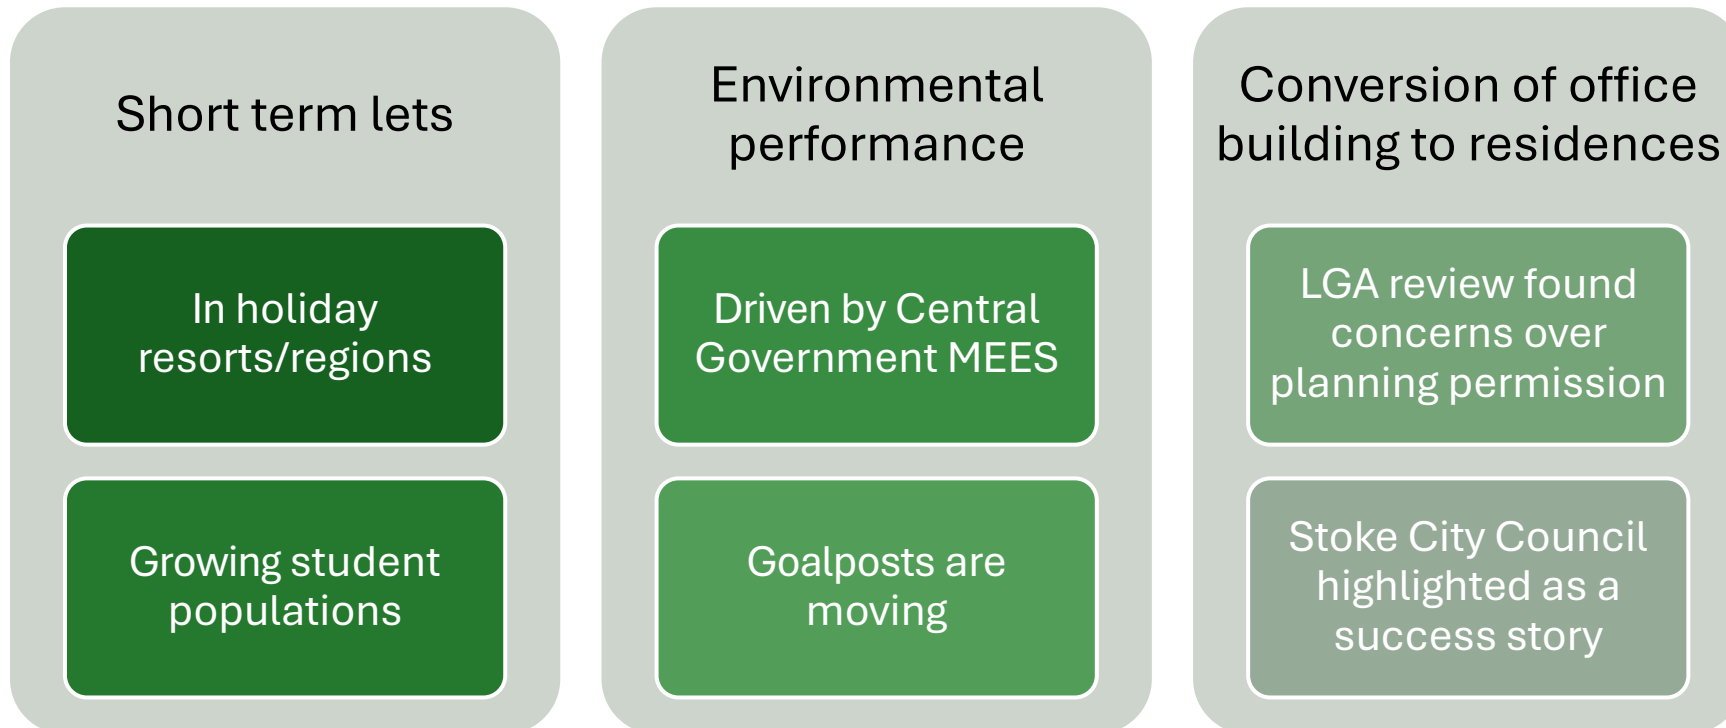 Short term lets
In holiday
resorts/regions
Growing student
populations
Environmental
performance
Driven by Central
Government MEES
Goalposts are
moving
Conversion of office
building to residences
LGA review found
concerns over
planning permission
Stoke City Council
highlighted as a
success story